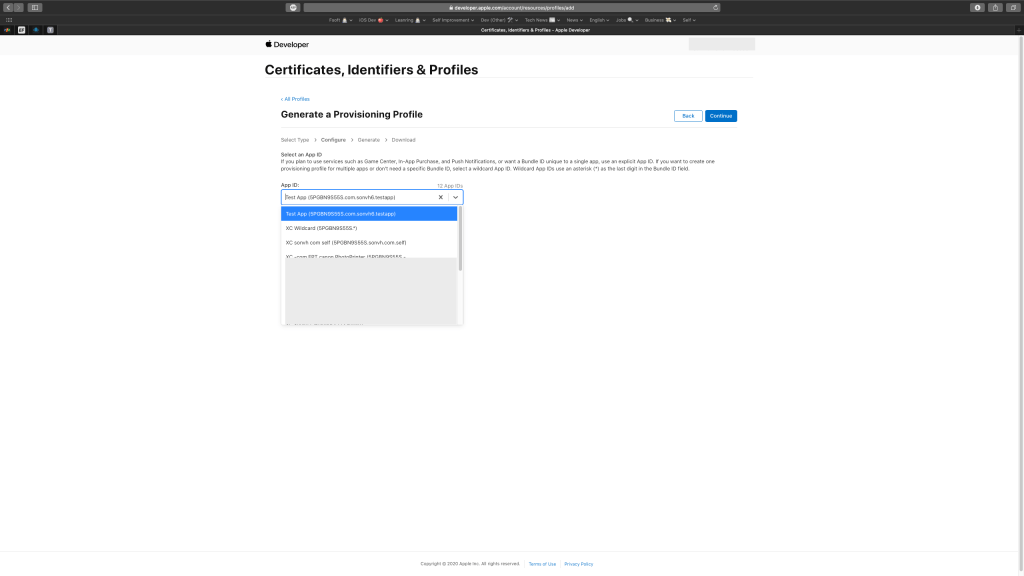 developer.apple.com/account/resources/profiles/add
Foo!!
iOS Dev
Learning
Self Improvement
Dev (Other)
Tech News
News
English
Jobs
Business
Self
Certificates, Identifiers & Profiles - Apple Developer
Developer
Certificates, Identifiers & Profiles
‹ All Profiles
Generate a Provisioning Profile
Back
Continue
Select Type > Configure > Generate > Download
Select an App ID
If you plan to use services such as Game Center, In-App Purchase, and Push Notifications, or want a Bundle ID unique to a single app, use an explicit App ID. If you want to create one
provisioning profile for multiple apps or don't need a specific Bundle ID, select a wildcard App ID. Wildcard App IDs use an asterisk (*) as the last digit in the Bundle ID field.
App ID:
12 App IDs
Test App (5PGBN9555S.com.sonvh6.testapp)
Test App (5PGBN9555S.com.sonvh6.testapp)
XC Wildcard (5PGBN9555S.*)
XC sonvh com self (5PGBN9555S.sonvh.com.self)
Copyright © 2020 Apple Inc. All rights reserved.
Terms of Use
Privacy Policy